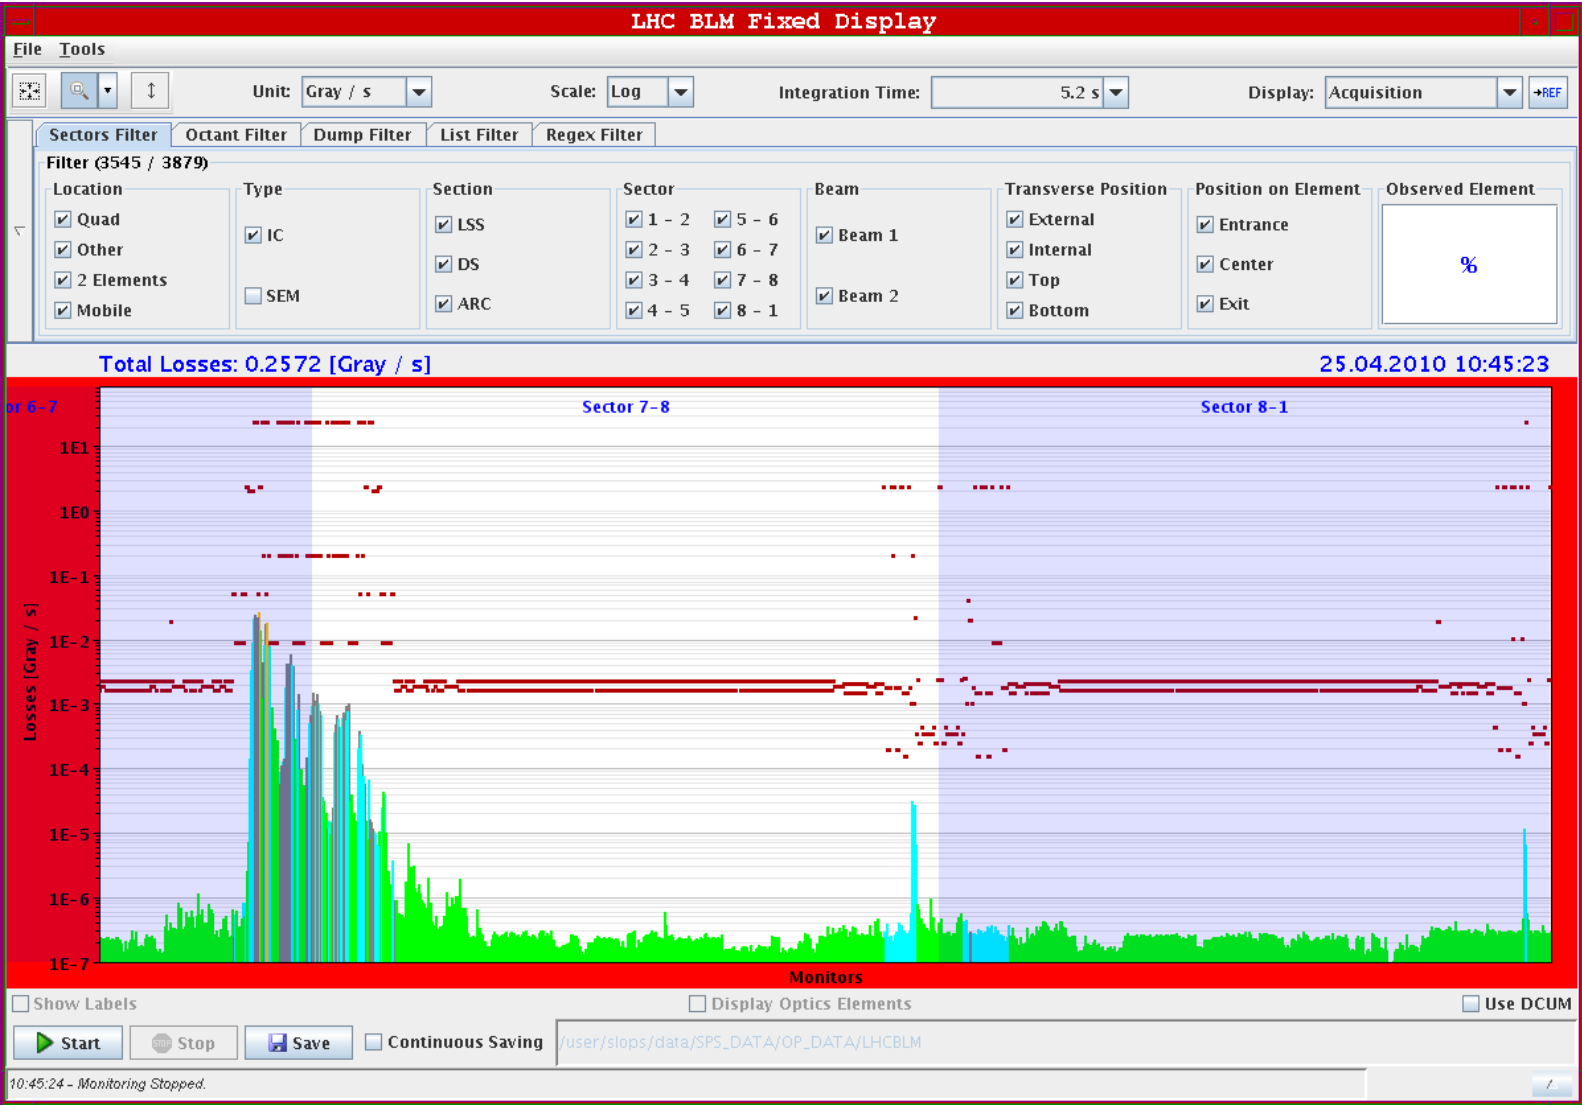 LHC BLM Fixed Display
File Tools
Unit: Gray / s Scale: Log Integration Time: 5.2 s Display: Acquisition →REF
Sectors Filter Octant Filter Dump Filter List Filter Regex Filter
Filter (3545 / 3879)
Location Type Section Sector Beam Transverse Position Position on Element Observed Element
Quad IC LSS 1 - 2 5 - 6 Beam 1 External Entrance %
Other SEM DS 2 - 3 6 - 7 Beam 2 Internal Center
2 Elements ARC 3 - 4 7 - 8 Top Exit
Mobile 4 - 5 8 - 1 Bottom
Total Losses: 0.2572 [Gray / s] 25.04.2010 10:45:23
or 6-7 Sector 7-8 Sector 8-1
1E1
1E0
1E-1
1E-2
1E-3
1E-4
1E-5
1E-6
1E-7
Losses [Gray / s]
Monitors
Show Labels Display Optics Elements Use DCUM
Start STOP Stop Save Continuous Saving /user/slops/data/SPS_DATA/OP_DATA/LHCBLM
10:45:24 - Monitoring Stopped.